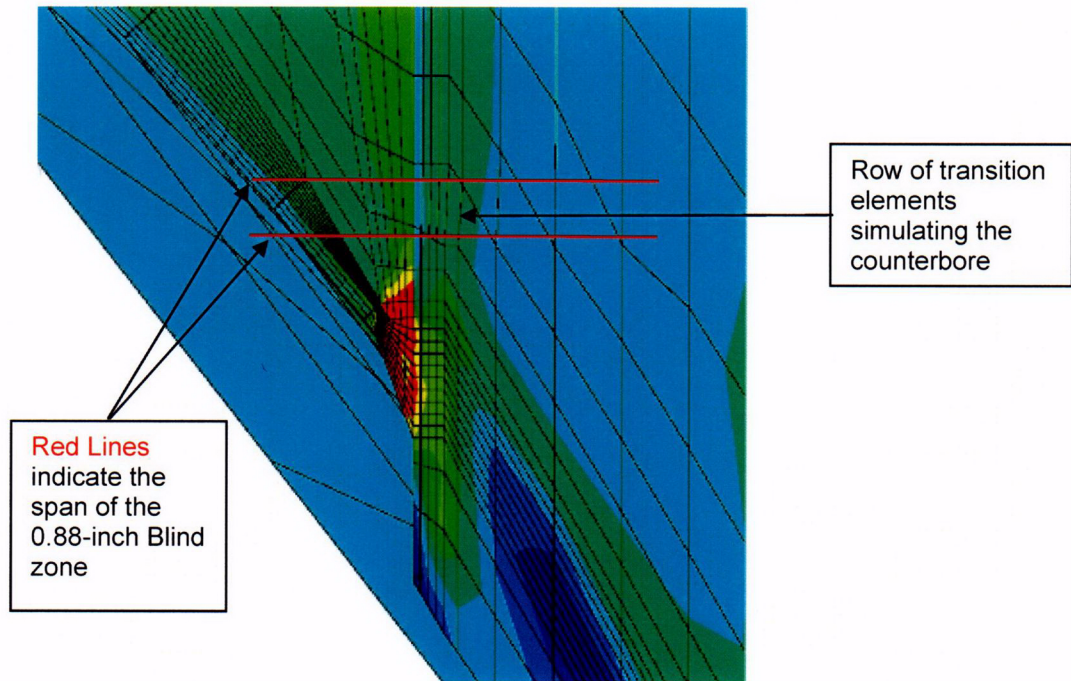 Row of transition
elements
simulating the
counterbore
Red Lines
indicate the
span of the
0.88-inch Blind
zone